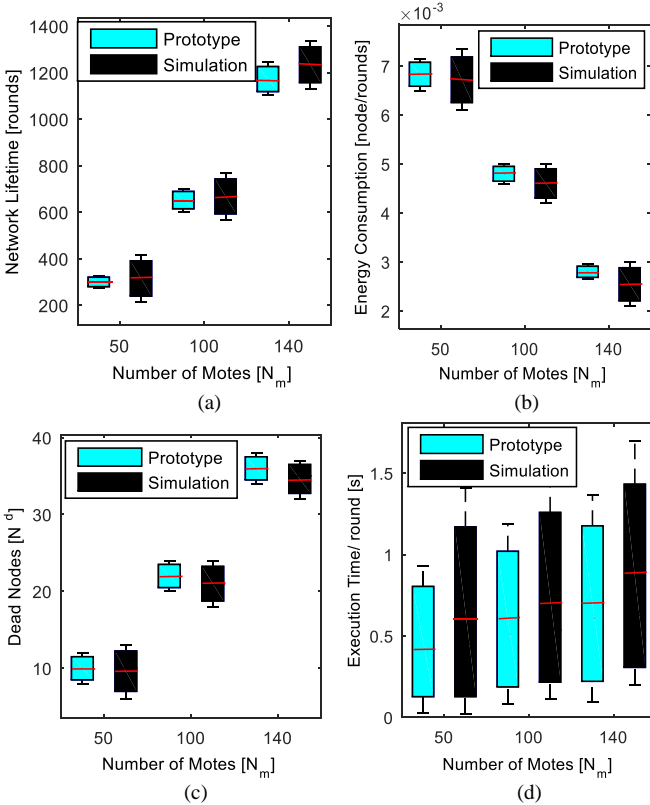 1400
1200
1000
800
600
400
200
Network Lifetime [rounds]
Prototype
Simulation
50 100 140
Number of Motes [Nm]
(a)
×10-3
7
6
5
4
3
2
Energy Consumption [node/rounds]
Prototype
Simulation
50 100 140
Number of Motes [Nm]
(b)
40
30
20
10
Dead Nodes [N d]
Prototype
Simulation
50 100 140
Number of Motes [Nm]
(c)
1.5
1
0.5
0
Execution Time/ round [s]
Prototype
Simulation
50 100 140
Number of Motes [Nm]
(d)